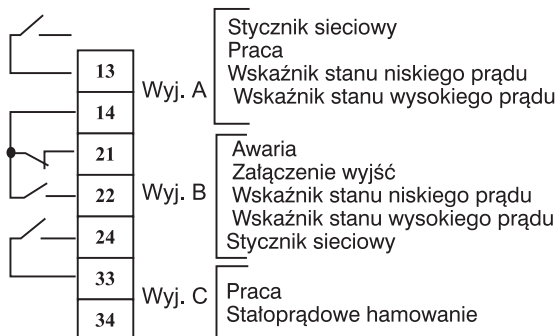 Stycznik sieciowy
Praca
Wskaźnik stanu niskiego prądu
Wskaźnik stanu wysokiego prądu
13
14
Wyj. A
21
22
24
Wyj. B
Awaria
Załączenie wyjść
Wskaźnik stanu niskiego prądu
Wskaźnik stanu wysokiego prądu
Stycznik sieciowy
33
34
Wyj. C
Praca
Stałoprądowe hamowanie